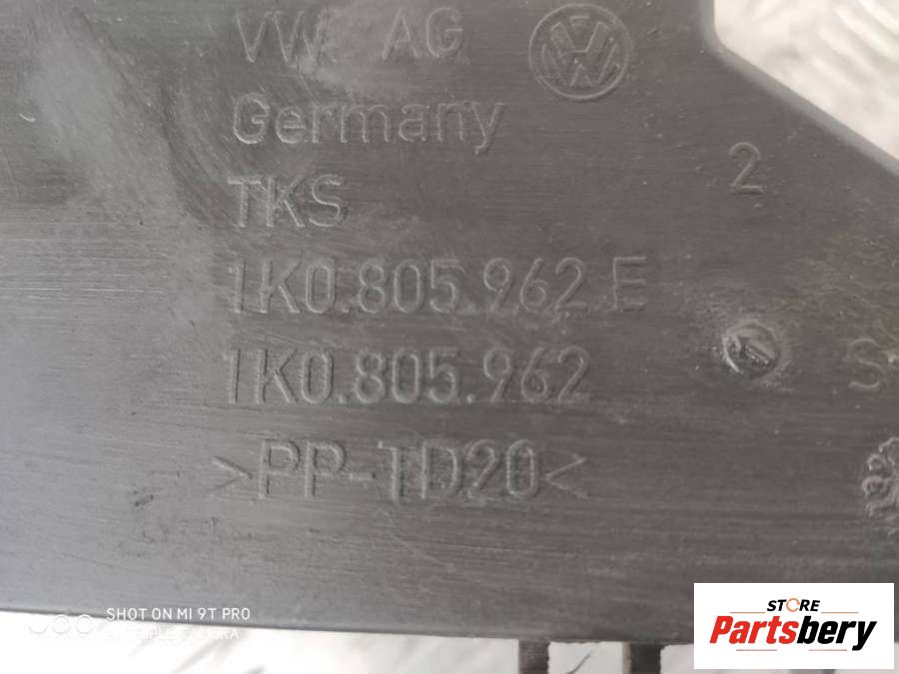 VW AG
Germany
TKS
2
1K0.805.962 E
1K0.805.962
>PP-TD20<
SHOT ON MI 9T PRO
STORE
Partsbery